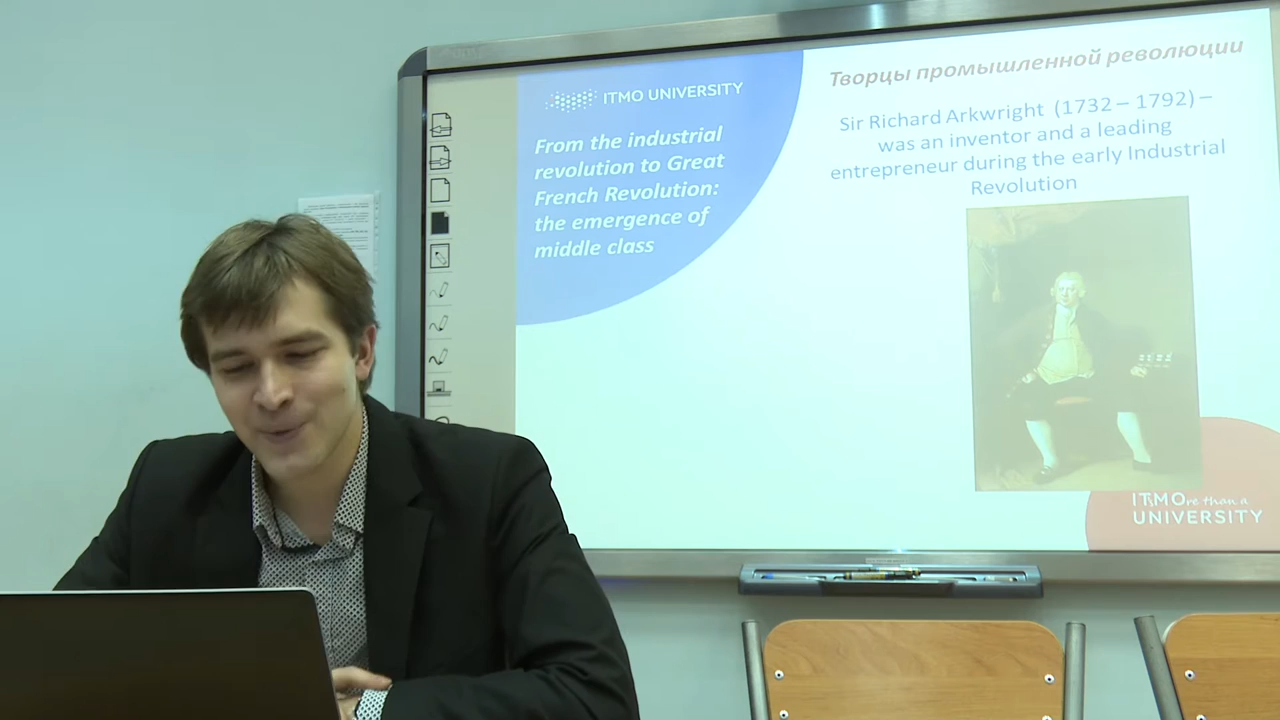 ITMO UNIVERSITY
From the industrial
revolution to Great
French Revolution:
the emergence of
middle class
Творцы промышленной революции
Sir Richard Arkwright (1732 – 1792) –
was an inventor and a leading
entrepreneur during the early Industrial
Revolution
ITMOre than a
UNIVERSITY